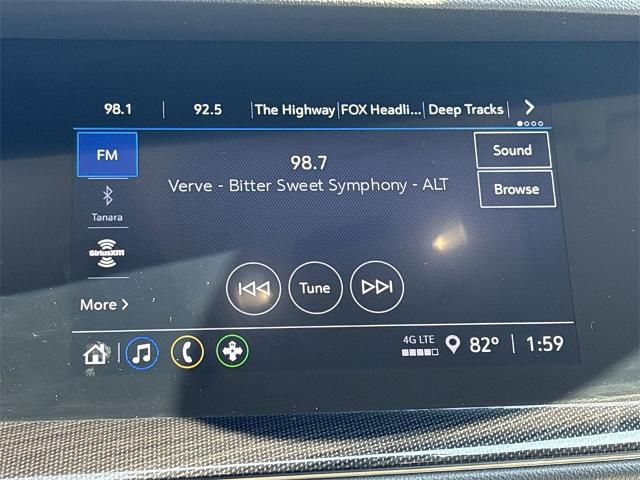 98.1 92.5 The Highway FOX Headli... Deep Tracks
FM
98.7
Sound
Verve - Bitter Sweet Symphony - ALT
Browse
Tanara
SiriusXM
Tune
More
4G LTE
82° 1:59